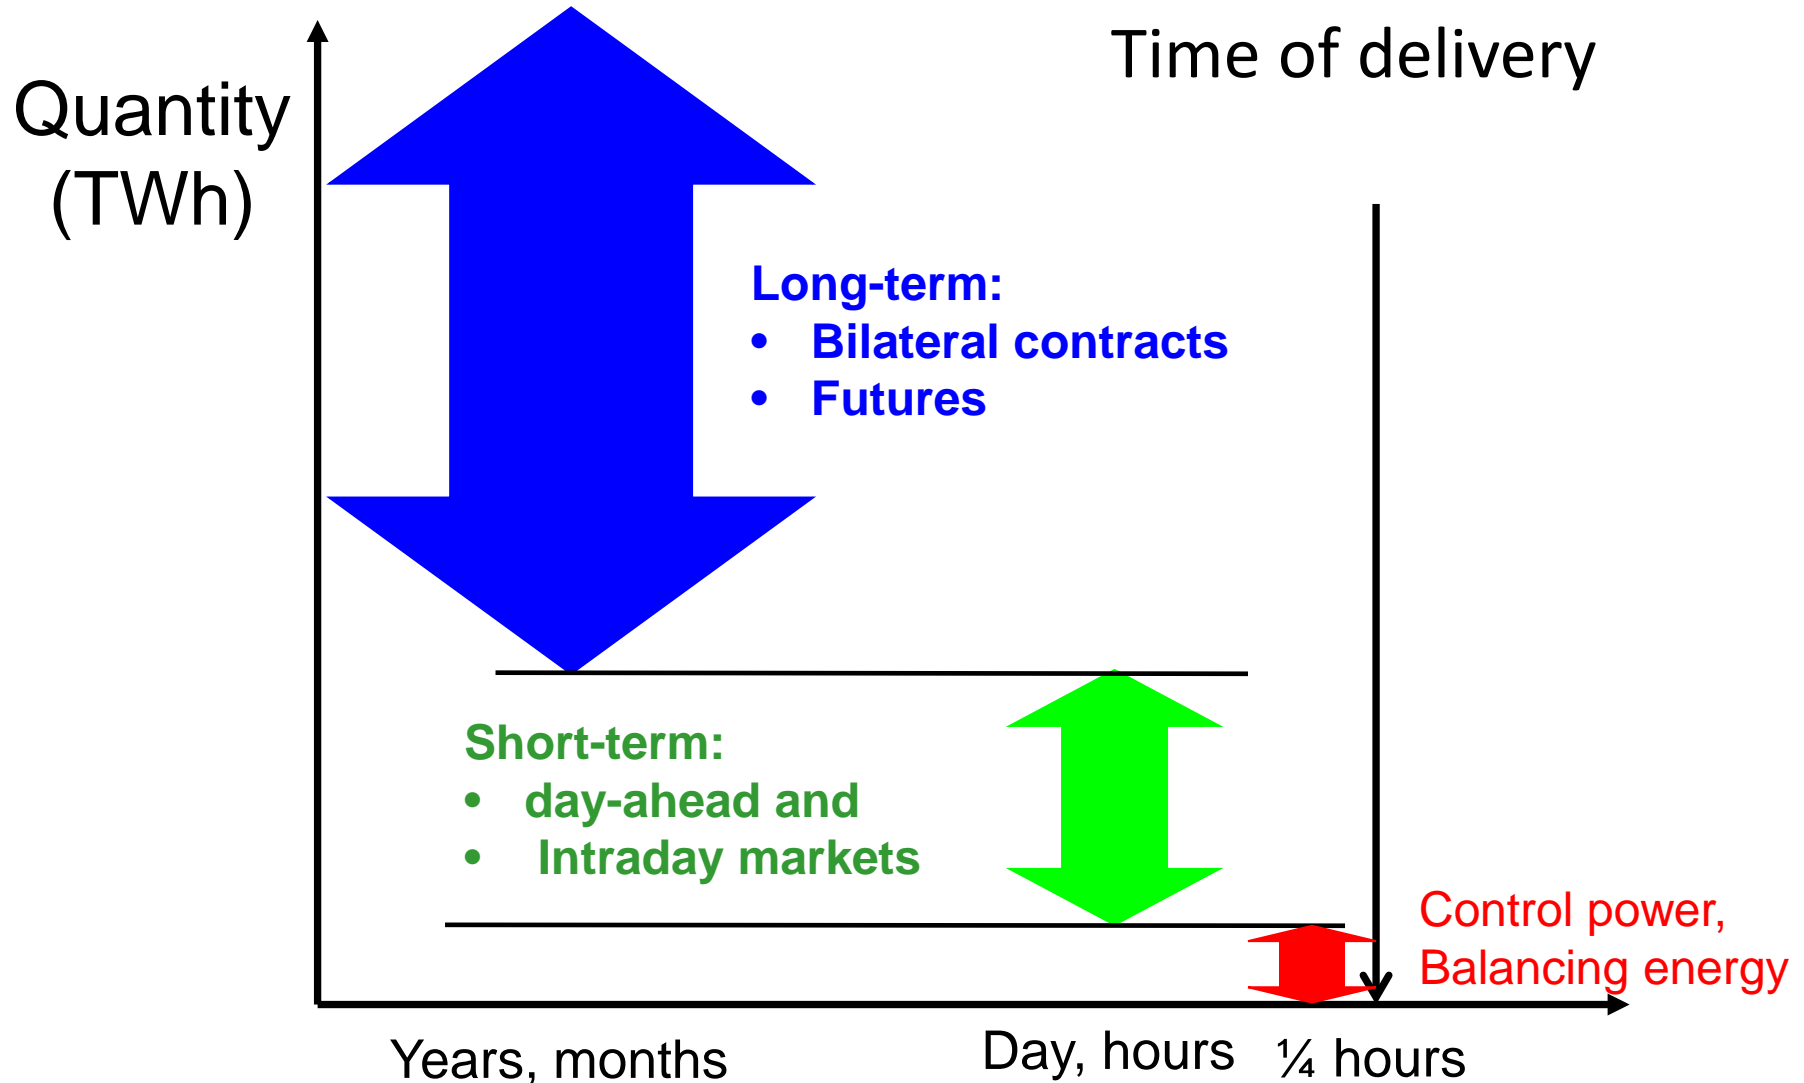 Time of delivery
Quantity
(TWh)
Long-term:
• Bilateral contracts
• Futures
Short-term:
• day-ahead and
• Intraday markets
Control power,
Balancing energy
Years, months
Day, hours
¼ hours